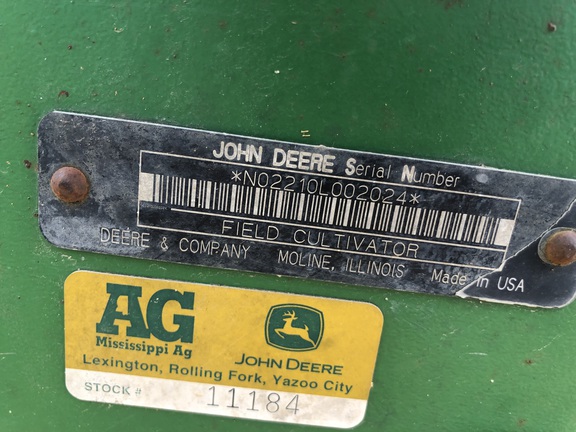 JOHN DEERE Serial Number
*N02210L002024*
FIELD CULTIVATOR
DEERE & COMPANY MOLINE, ILLINOIS Made in USA
AG
Mississippi Ag
JOHN DEERE
Lexington, Rolling Fork, Yazoo City
STOCK # 11184